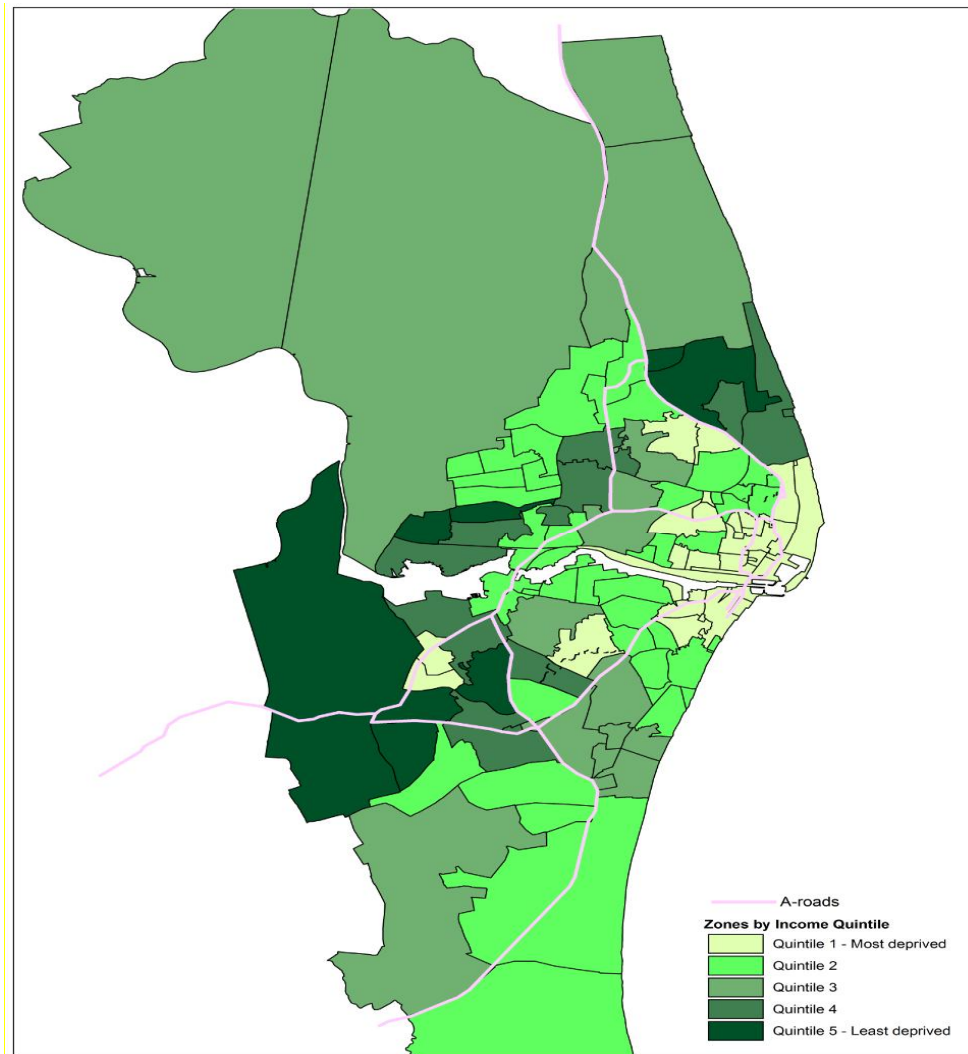 A-roads
Zones by Income Quintile
Quintile 1 - Most deprived
Quintile 2
Quintile 3
Quintile 4
Quintile 5 - Least deprived